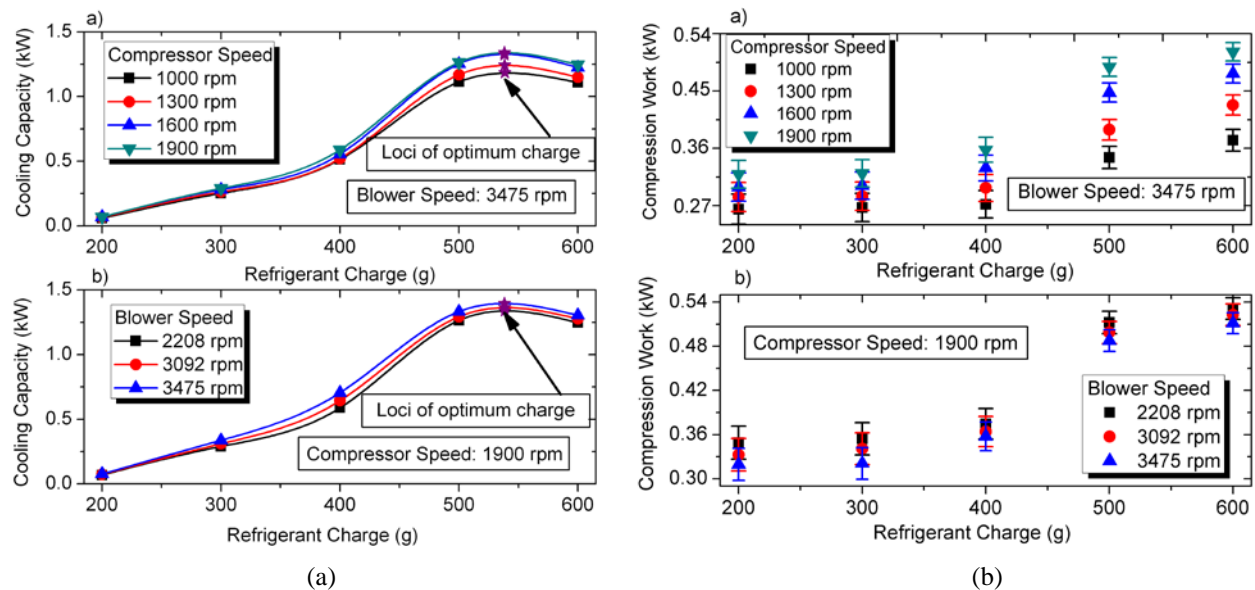 a)
1.5
1.0
0.5
0.0
Cooling Capacity (kW)
Compressor Speed
1000 rpm
1300 rpm
1600 rpm
1900 rpm
Loci of optimum charge
Blower Speed: 3475 rpm
200 300 400 500 600
Refrigerant Charge (g)
b)
1.5
1.0
0.5
0.0
Cooling Capacity (kW)
Blower Speed
2208 rpm
3092 rpm
3475 rpm
Loci of optimum charge
Compressor Speed: 1900 rpm
200 300 400 500 600
Refrigerant Charge (g)
(a)
a)
0.54
0.45
0.36
0.27
Compression Work (kW)
Compressor Speed
1000 rpm
1300 rpm
1600 rpm
1900 rpm
Blower Speed: 3475 rpm
200 300 400 500 600
Refrigerant Charge (g)
b)
0.54
0.48
0.36
0.30
Compression Work (kW)
Compressor Speed: 1900 rpm
Blower Speed
2208 rpm
3092 rpm
3475 rpm
200 300 400 500 600
Refrigerant Charge (g)
(b)